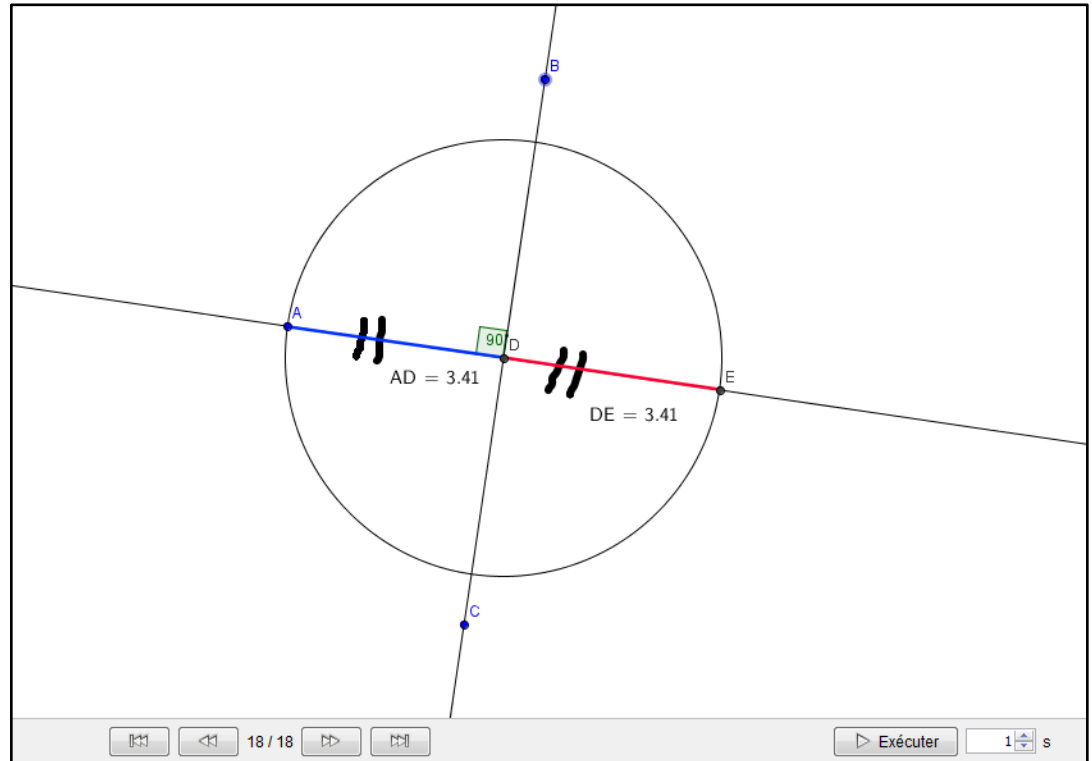 B
A
90°
D
AD = 3.41
E
DE = 3.41
C
18 / 18
Exécuter
1
s